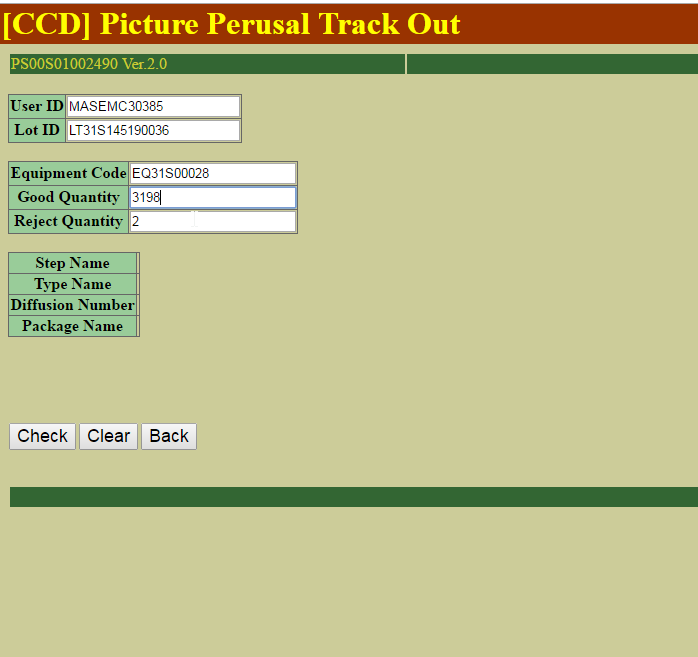 [CCD] Picture Perusal Track Out
PS00S01002490 Ver.2.0
User ID MASEMC30385
Lot ID LT31S145190036
Equipment Code EQ31S00028
Good Quantity 3198
Reject Quantity 2
Step Name
Type Name
Diffusion Number
Package Name
Check Clear Back